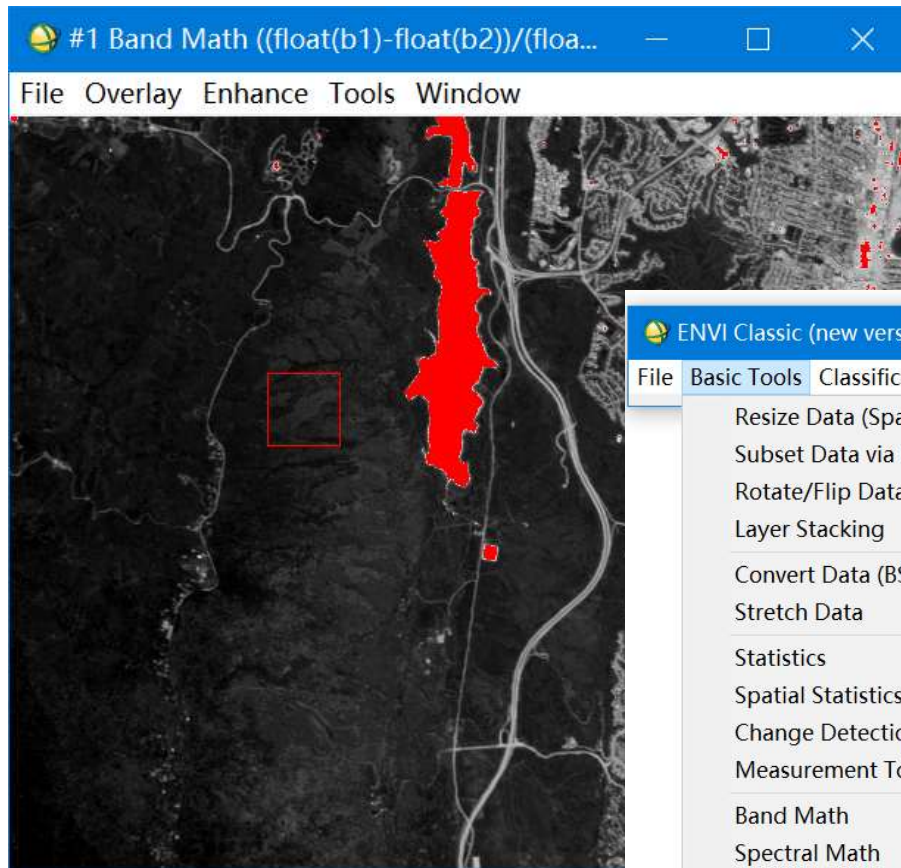 #1 Band Math ((float(b1)-float(b2))/(floa...
File Overlay Enhance Tools Window
ENVI Classic (new vers
File Basic Tools Classific
Resize Data (Spa
Subset Data via
Rotate/Flip Data
Layer Stacking
Convert Data (BS
Stretch Data
Statistics
Spatial Statistics
Change Detectio
Measurement To
Band Math
Spectral Math